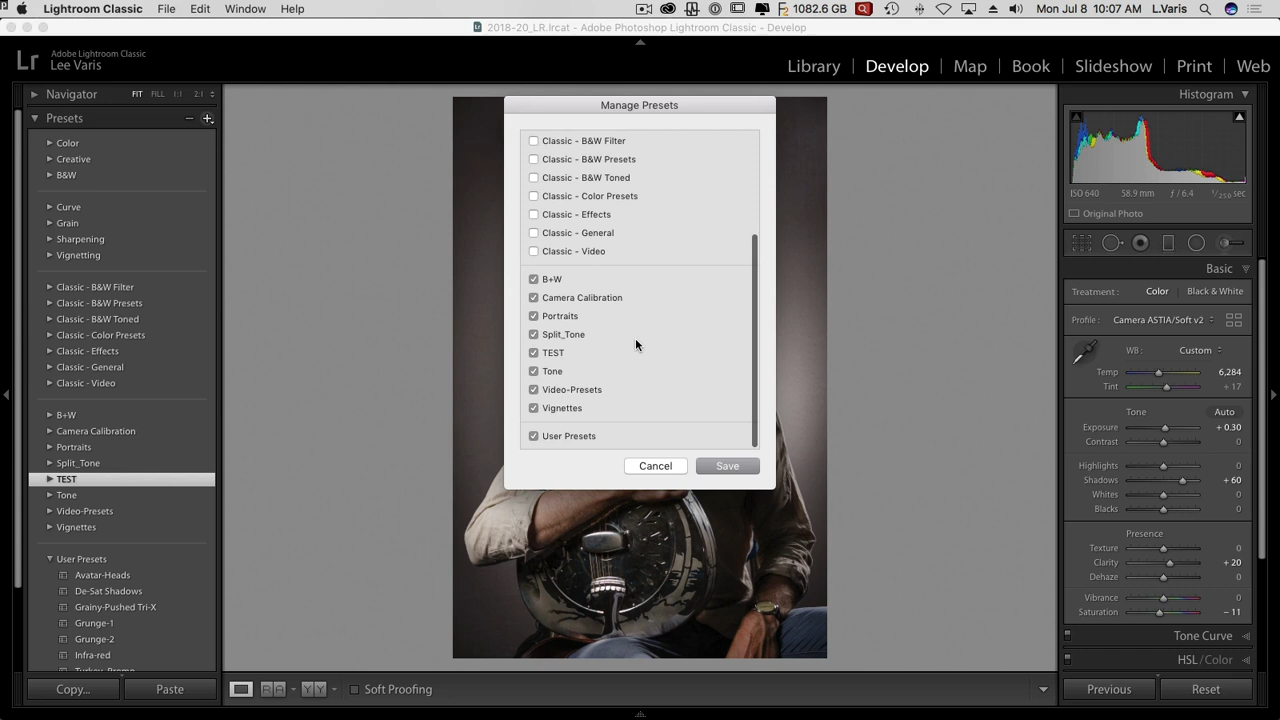 Lightroom Classic File Edit Window Help 1082.6 GB Mon Jul 8 10:07 AM L.Varis
2018-20_LR.lrcat - Adobe Photoshop Lightroom Classic - Develop
Lr Adobe Lightroom Classic
Lee Varis
Library | Develop | Map | Book | Slideshow | Print | Web
Navigator FIT FILL 1:1 2:1
Presets
Color
Creative
B&W
Curve
Grain
Sharpening
Vignetting
Classic - B&W Filter
Classic - B&W Presets
Classic - B&W Toned
Classic - Color Presets
Classic - Effects
Classic - General
Classic - Video
B+W
Camera Calibration
Portraits
Split_Tone
TEST
Tone
Video-Presets
Vignettes
User Presets
Avatar-Heads
De-Sat Shadows
Grainy-Pushed Tri-X
Grunge-1
Grunge-2
Infra-red
Copy...
Paste
Manage Presets
Classic - B&W Filter
Classic - B&W Presets
Classic - B&W Toned
Classic - Color Presets
Classic - Effects
Classic - General
Classic - Video
B+W
Camera Calibration
Portraits
Split_Tone
TEST
Tone
Video-Presets
Vignettes
User Presets
Cancel
Save
Soft Proofing
Histogram
ISO 640 58.9 mm f / 6.4 1/250 sec
Original Photo
Basic
Treatment: Color | Black & White
Profile: Camera ASTIA/Soft v2
WB: Custom
Temp 6,284
Tint + 17
Tone Auto
Exposure + 0.30
Contrast 0
Highlights 0
Shadows + 60
Whites 0
Blacks 0
Presence
Texture 0
Clarity + 20
Dehaze 0
Vibrance 0
Saturation – 11
Tone Curve
HSL / Color
Previous
Reset